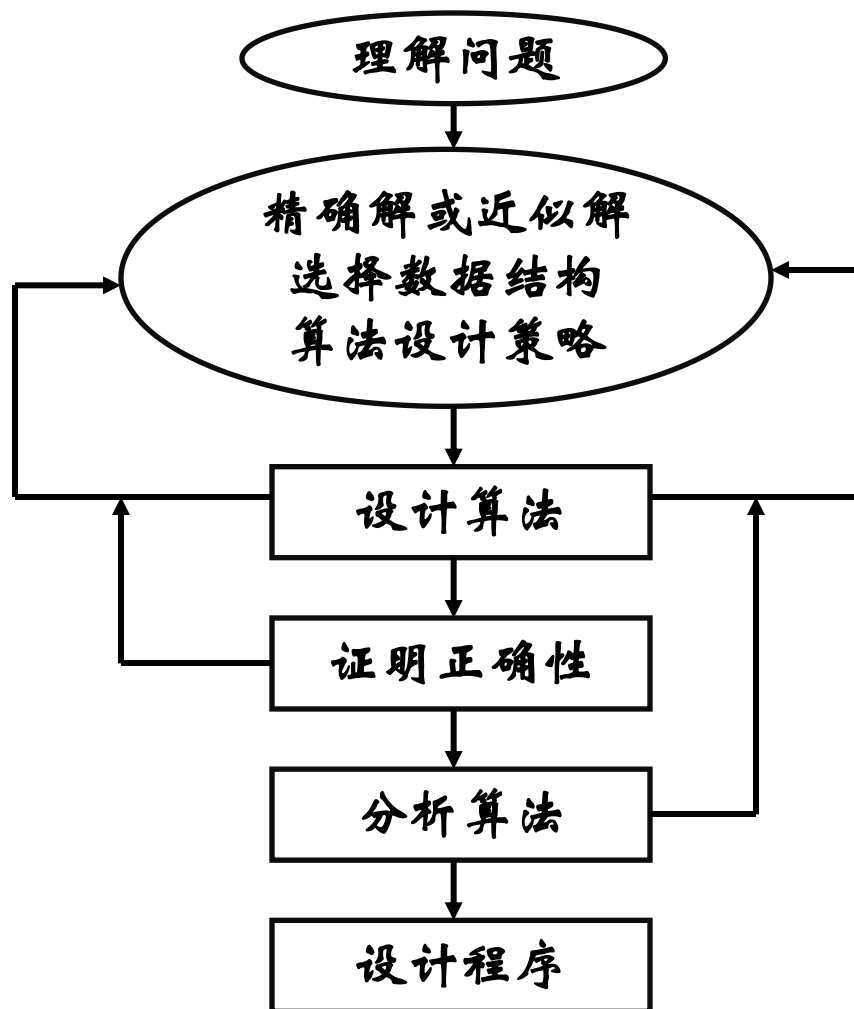 理解问题
精确解或近似解
选择数据结构
算法设计策略
设计算法
证明正确性
分析算法
设计程序